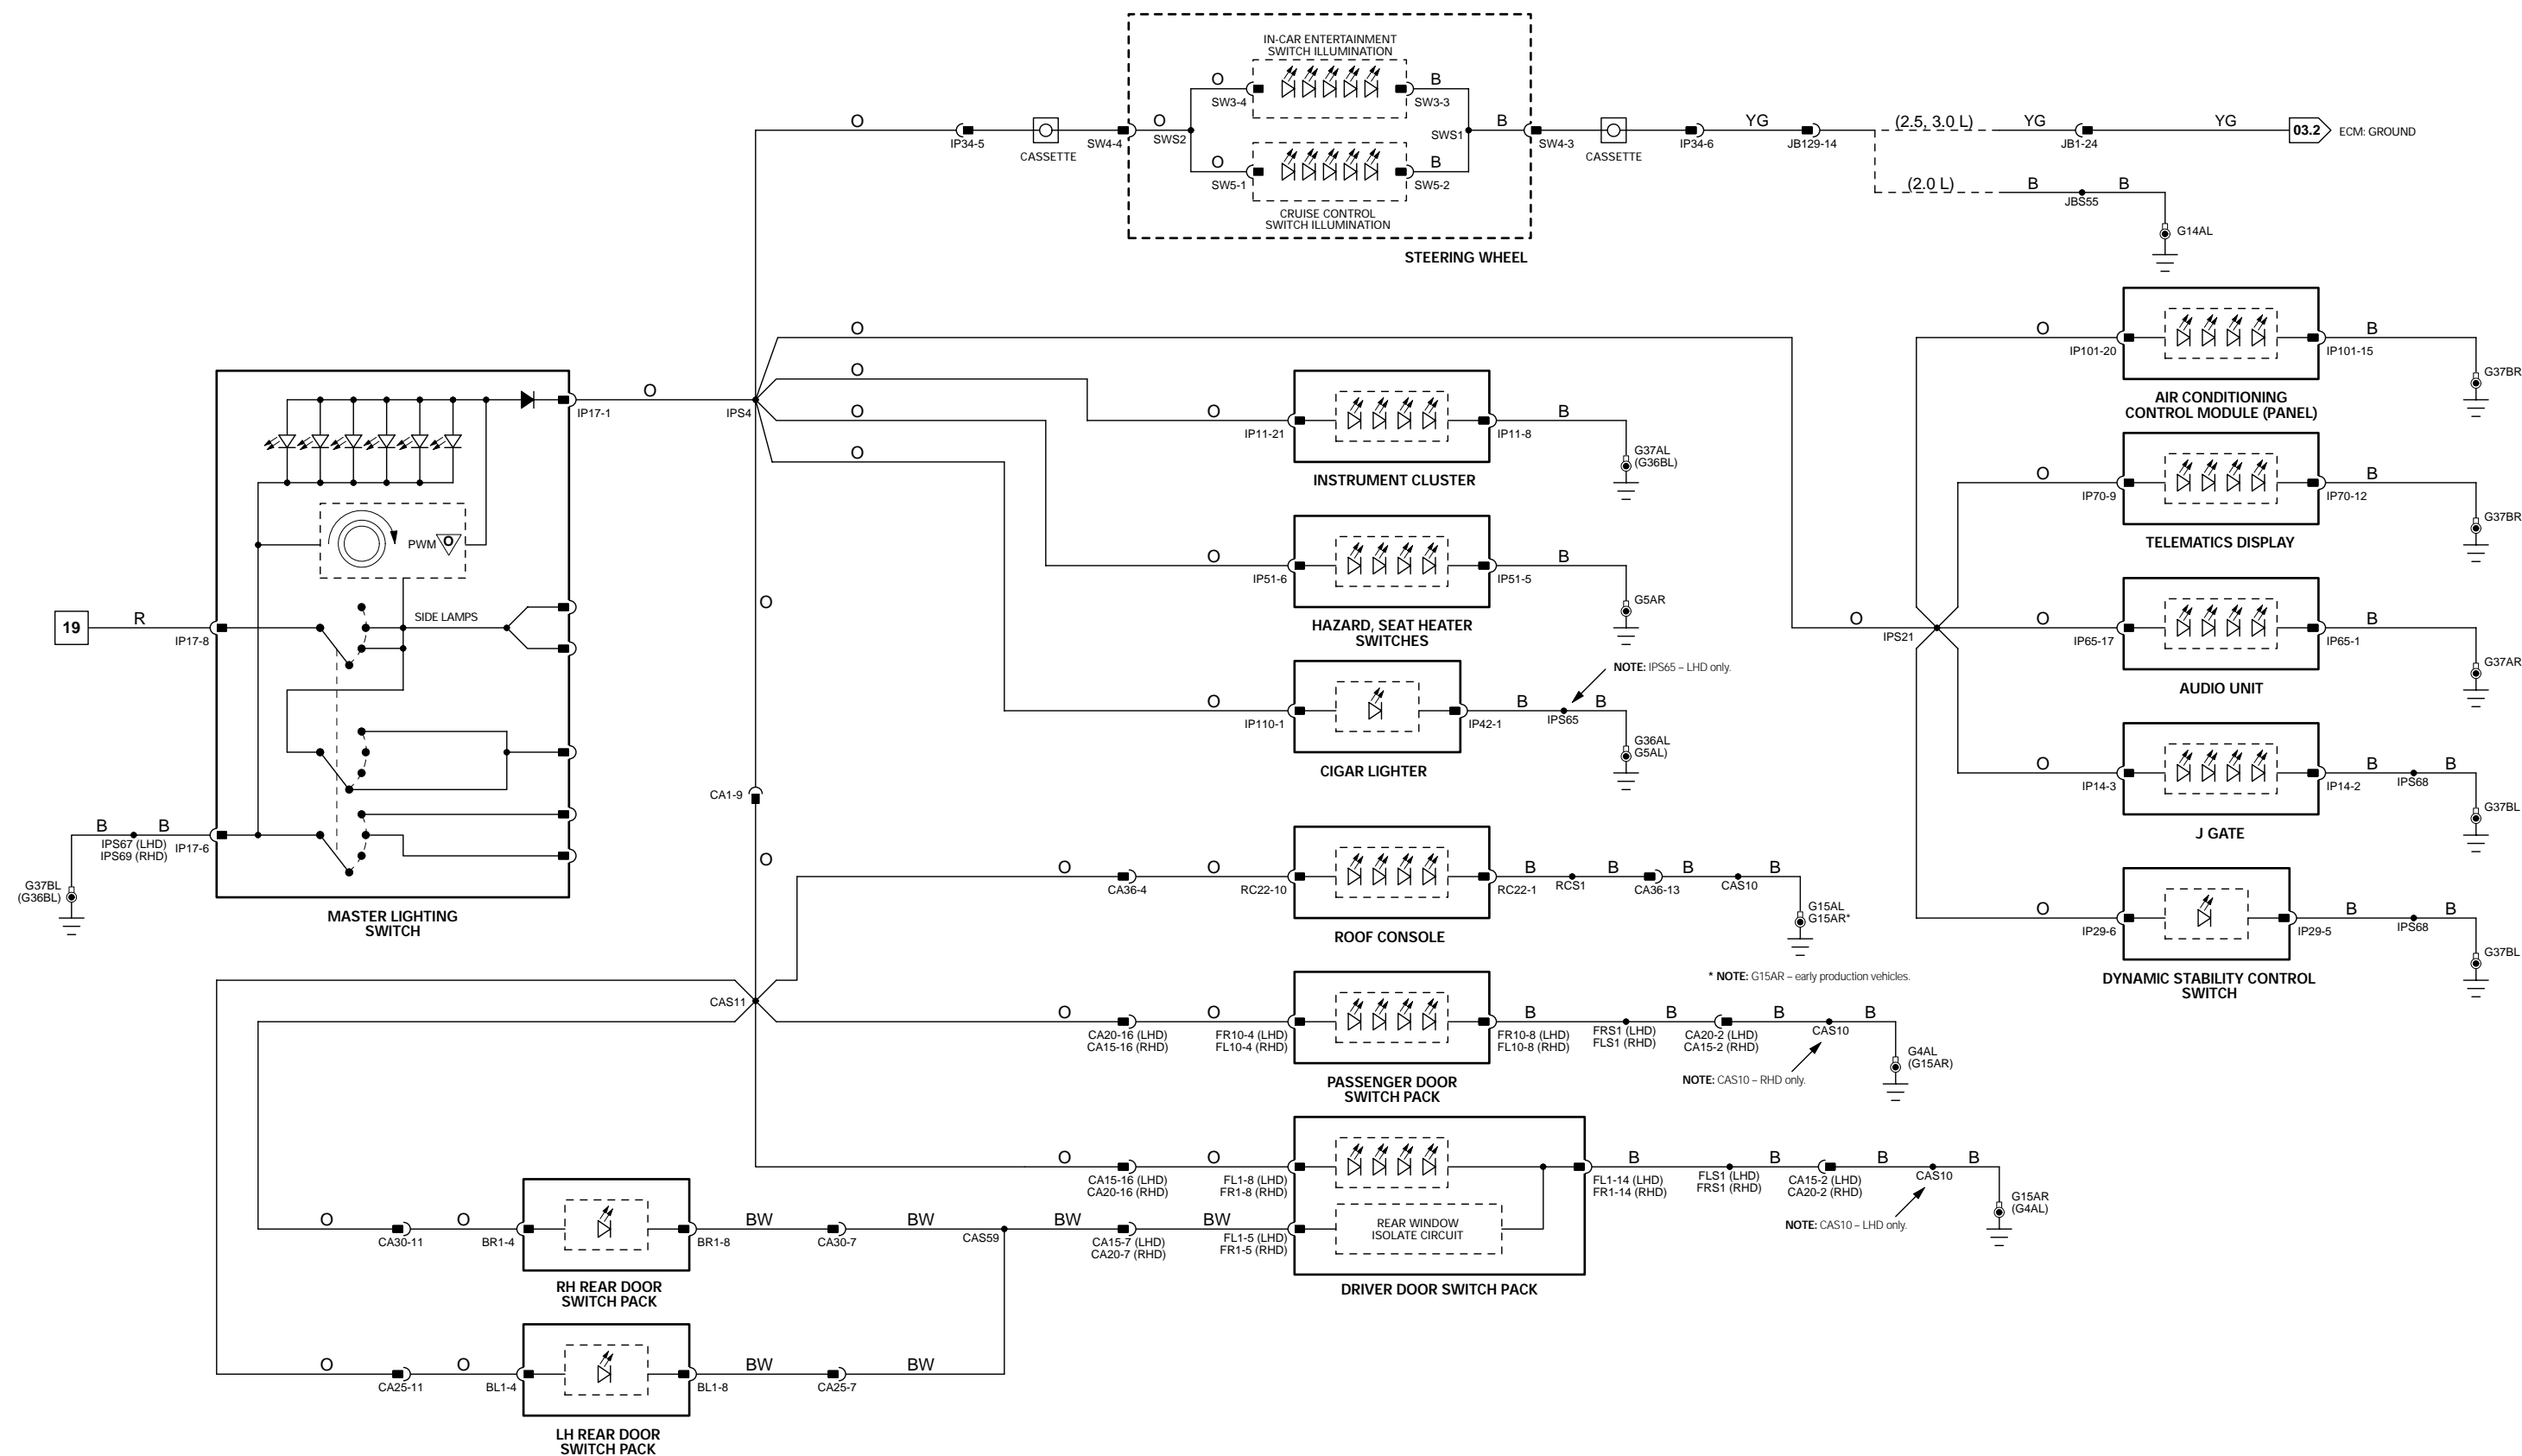 IN-CAR ENTERTAINMENT
SWITCH ILLUMINATION
O
B
SW3-4
SW3-3
O
IP34-5
CASSETTE
SW4-4
O
SWS2
SWS1
B
SW4-3
CASSETTE
IP34-6
YG
JB129-14
(2.5, 3.0 L)
YG
JB1-24
YG
03.2
ECM: GROUND
O
B
SW5-1
SW5-2
CRUISE CONTROL
SWITCH ILLUMINATION
STEERING WHEEL
(2.0 L)
B
JBS55
B
G14AL
O
O
O
O
O
IP17-1
IPS4
O
IP101-20
B
IP101-15
G37BR
AIR CONDITIONING
CONTROL MODULE (PANEL)
O
IP11-21
B
IP11-8
G37AL
(G36BL)
INSTRUMENT CLUSTER
O
IP70-9
B
IP70-12
G37BR
TELEMATICS DISPLAY
PWM
O
O
IP51-6
B
IP51-5
G5AR
HAZARD, SEAT HEATER
SWITCHES
19
R
IP17-8
SIDE LAMPS
O
O
IPS21
O
IP65-17
B
IP65-1
G37AR
AUDIO UNIT
NOTE: IPS65 – LHD only.
O
IP110-1
B
IP42-1
IPS65
B
G36AL
G5AL)
CIGAR LIGHTER
O
IP14-3
B
IP14-2
IPS68
B
G37BL
J GATE
CA1-9
B
B
IPS67 (LHD)
IPS69 (RHD)
IP17-6
G37BL
(G36BL)
MASTER LIGHTING
SWITCH
O
O
CA36-4
O
RC22-10
B
RC22-1
RCS1
B
CA36-13
B
CAS10
B
G15AL
G15AR*
ROOF CONSOLE
* NOTE: G15AR – early production vehicles.
O
IP29-6
B
IP29-5
IPS68
B
G37BL
DYNAMIC STABILITY CONTROL
SWITCH
CAS11
O
CA20-16 (LHD)
CA15-16 (RHD)
O
FR10-4 (LHD)
FL10-4 (RHD)
B
FR10-8 (LHD)
FL10-8 (RHD)
FRS1 (LHD)
FLS1 (RHD)
B
CA20-2 (LHD)
CA15-2 (RHD)
B
CAS10
B
G4AL
(G15AR)
NOTE: CAS10 – RHD only.
PASSENGER DOOR
SWITCH PACK
O
CA15-16 (LHD)
CA20-16 (RHD)
O
FL1-8 (LHD)
FR1-8 (RHD)
B
FL1-14 (LHD)
FR1-14 (RHD)
FLS1 (LHD)
FRS1 (RHD)
B
CA15-2 (LHD)
CA20-2 (RHD)
B
CAS10
B
G15AR
(G4AL)
NOTE: CAS10 – LHD only.
O
CA30-11
O
BR1-4
BW
BR1-8
CA30-7
BW
CAS59
BW
CA15-7 (LHD)
CA20-7 (RHD)
BW
FL1-5 (LHD)
FR1-5 (RHD)
REAR WINDOW
ISOLATE CIRCUIT
DRIVER DOOR SWITCH PACK
RH REAR DOOR
SWITCH PACK
O
CA25-11
O
BL1-4
BW
BL1-8
CA25-7
BW
LH REAR DOOR
SWITCH PACK